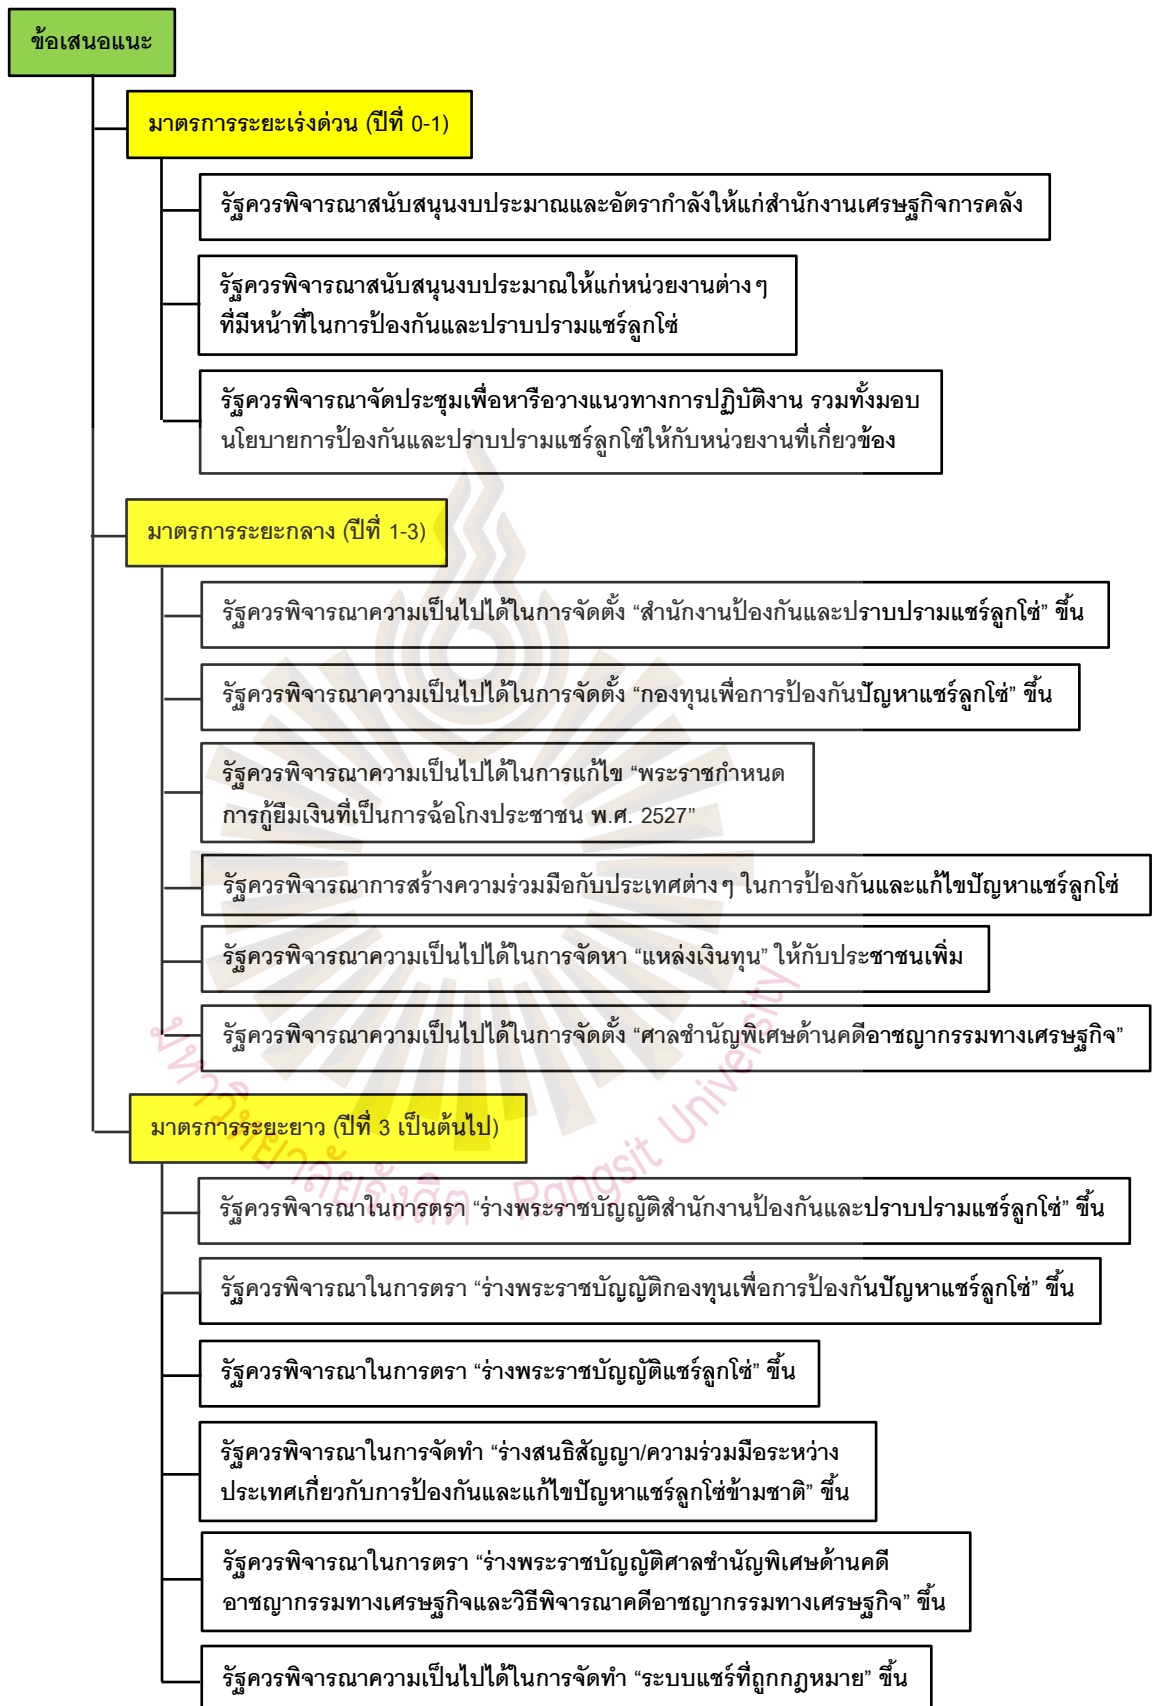 ข้อเสนอแนะ
มาตรการระยะเร่งด่วน (ปีที่ 0-1)
รัฐควรพิจารณาสนับสนุนงบประมาณและอัตรากำลังให้แก่สำนักงานเศรษฐกิจการคลัง
รัฐควรพิจารณาสนับสนุนงบประมาณให้แก่หน่วยงานต่าง ๆ
ที่มีหน้าที่ในการป้องกันและปราบปรามแชร์ลูกโซ่
รัฐควรพิจารณาจัดประชุมเพื่อหารือวางแนวทางการปฏิบัติงาน รวมทั้งมอบ
นโยบายการป้องกันและปราบปรามแชร์ลูกโซ่ให้กับหน่วยงานที่เกี่ยวข้อง
มาตรการระยะกลาง (ปีที่ 1-3)
รัฐควรพิจารณาความเป็นไปได้ในการจัดตั้ง “สำนักงานป้องกันและปราบปรามแชร์ลูกโซ่” ขึ้น
รัฐควรพิจารณาความเป็นไปได้ในการจัดตั้ง “กองทุนเพื่อการป้องกันปัญหาแชร์ลูกโซ่” ขึ้น
รัฐควรพิจารณาความเป็นไปได้ในการแก้ไข “พระราชกำหนด
การกู้ยืมเงินที่เป็นการฉ้อโกงประชาชน พ.ศ. 2527”
รัฐควรพิจารณาการสร้างความร่วมมือกับประเทศต่าง ๆ ในการป้องกันและแก้ไขปัญหาแชร์ลูกโซ่
รัฐควรพิจารณาความเป็นไปได้ในการจัดหา “แหล่งเงินทุน” ให้กับประชาชนเพิ่ม
รัฐควรพิจารณาความเป็นไปได้ในการจัดตั้ง “ศาลชำนัญพิเศษด้านคดีอาชญากรรมทางเศรษฐกิจ”
มาตรการระยะยาว (ปีที่ 3 เป็นต้นไป)
มหาวิทยาลัยรังสิต Rangsit University
รัฐควรพิจารณาในการตรา “ร่างพระราชบัญญัติสำนักงานป้องกันและปราบปรามแชร์ลูกโซ่” ขึ้น
รัฐควรพิจารณาในการตรา “ร่างพระราชบัญญัติกองทุนเพื่อการป้องกันปัญหาแชร์ลูกโซ่” ขึ้น
รัฐควรพิจารณาในการตรา “ร่างพระราชบัญญัติแชร์ลูกโซ่” ขึ้น
รัฐควรพิจารณาในการจัดทำ “ร่างสนธิสัญญา/ความร่วมมือระหว่าง
ประเทศเกี่ยวกับการป้องกันและแก้ไขปัญหาแชร์ลูกโซ่ข้ามชาติ” ขึ้น
รัฐควรพิจารณาในการตรา “ร่างพระราชบัญญัติศาลชำนัญพิเศษด้านคดี
อาชญากรรมทางเศรษฐกิจและวิธีพิจารณาคดีอาชญากรรมทางเศรษฐกิจ” ขึ้น
รัฐควรพิจารณาความเป็นไปได้ในการจัดทำ “ระบบแชร์ที่ถูกกฎหมาย” ขึ้น